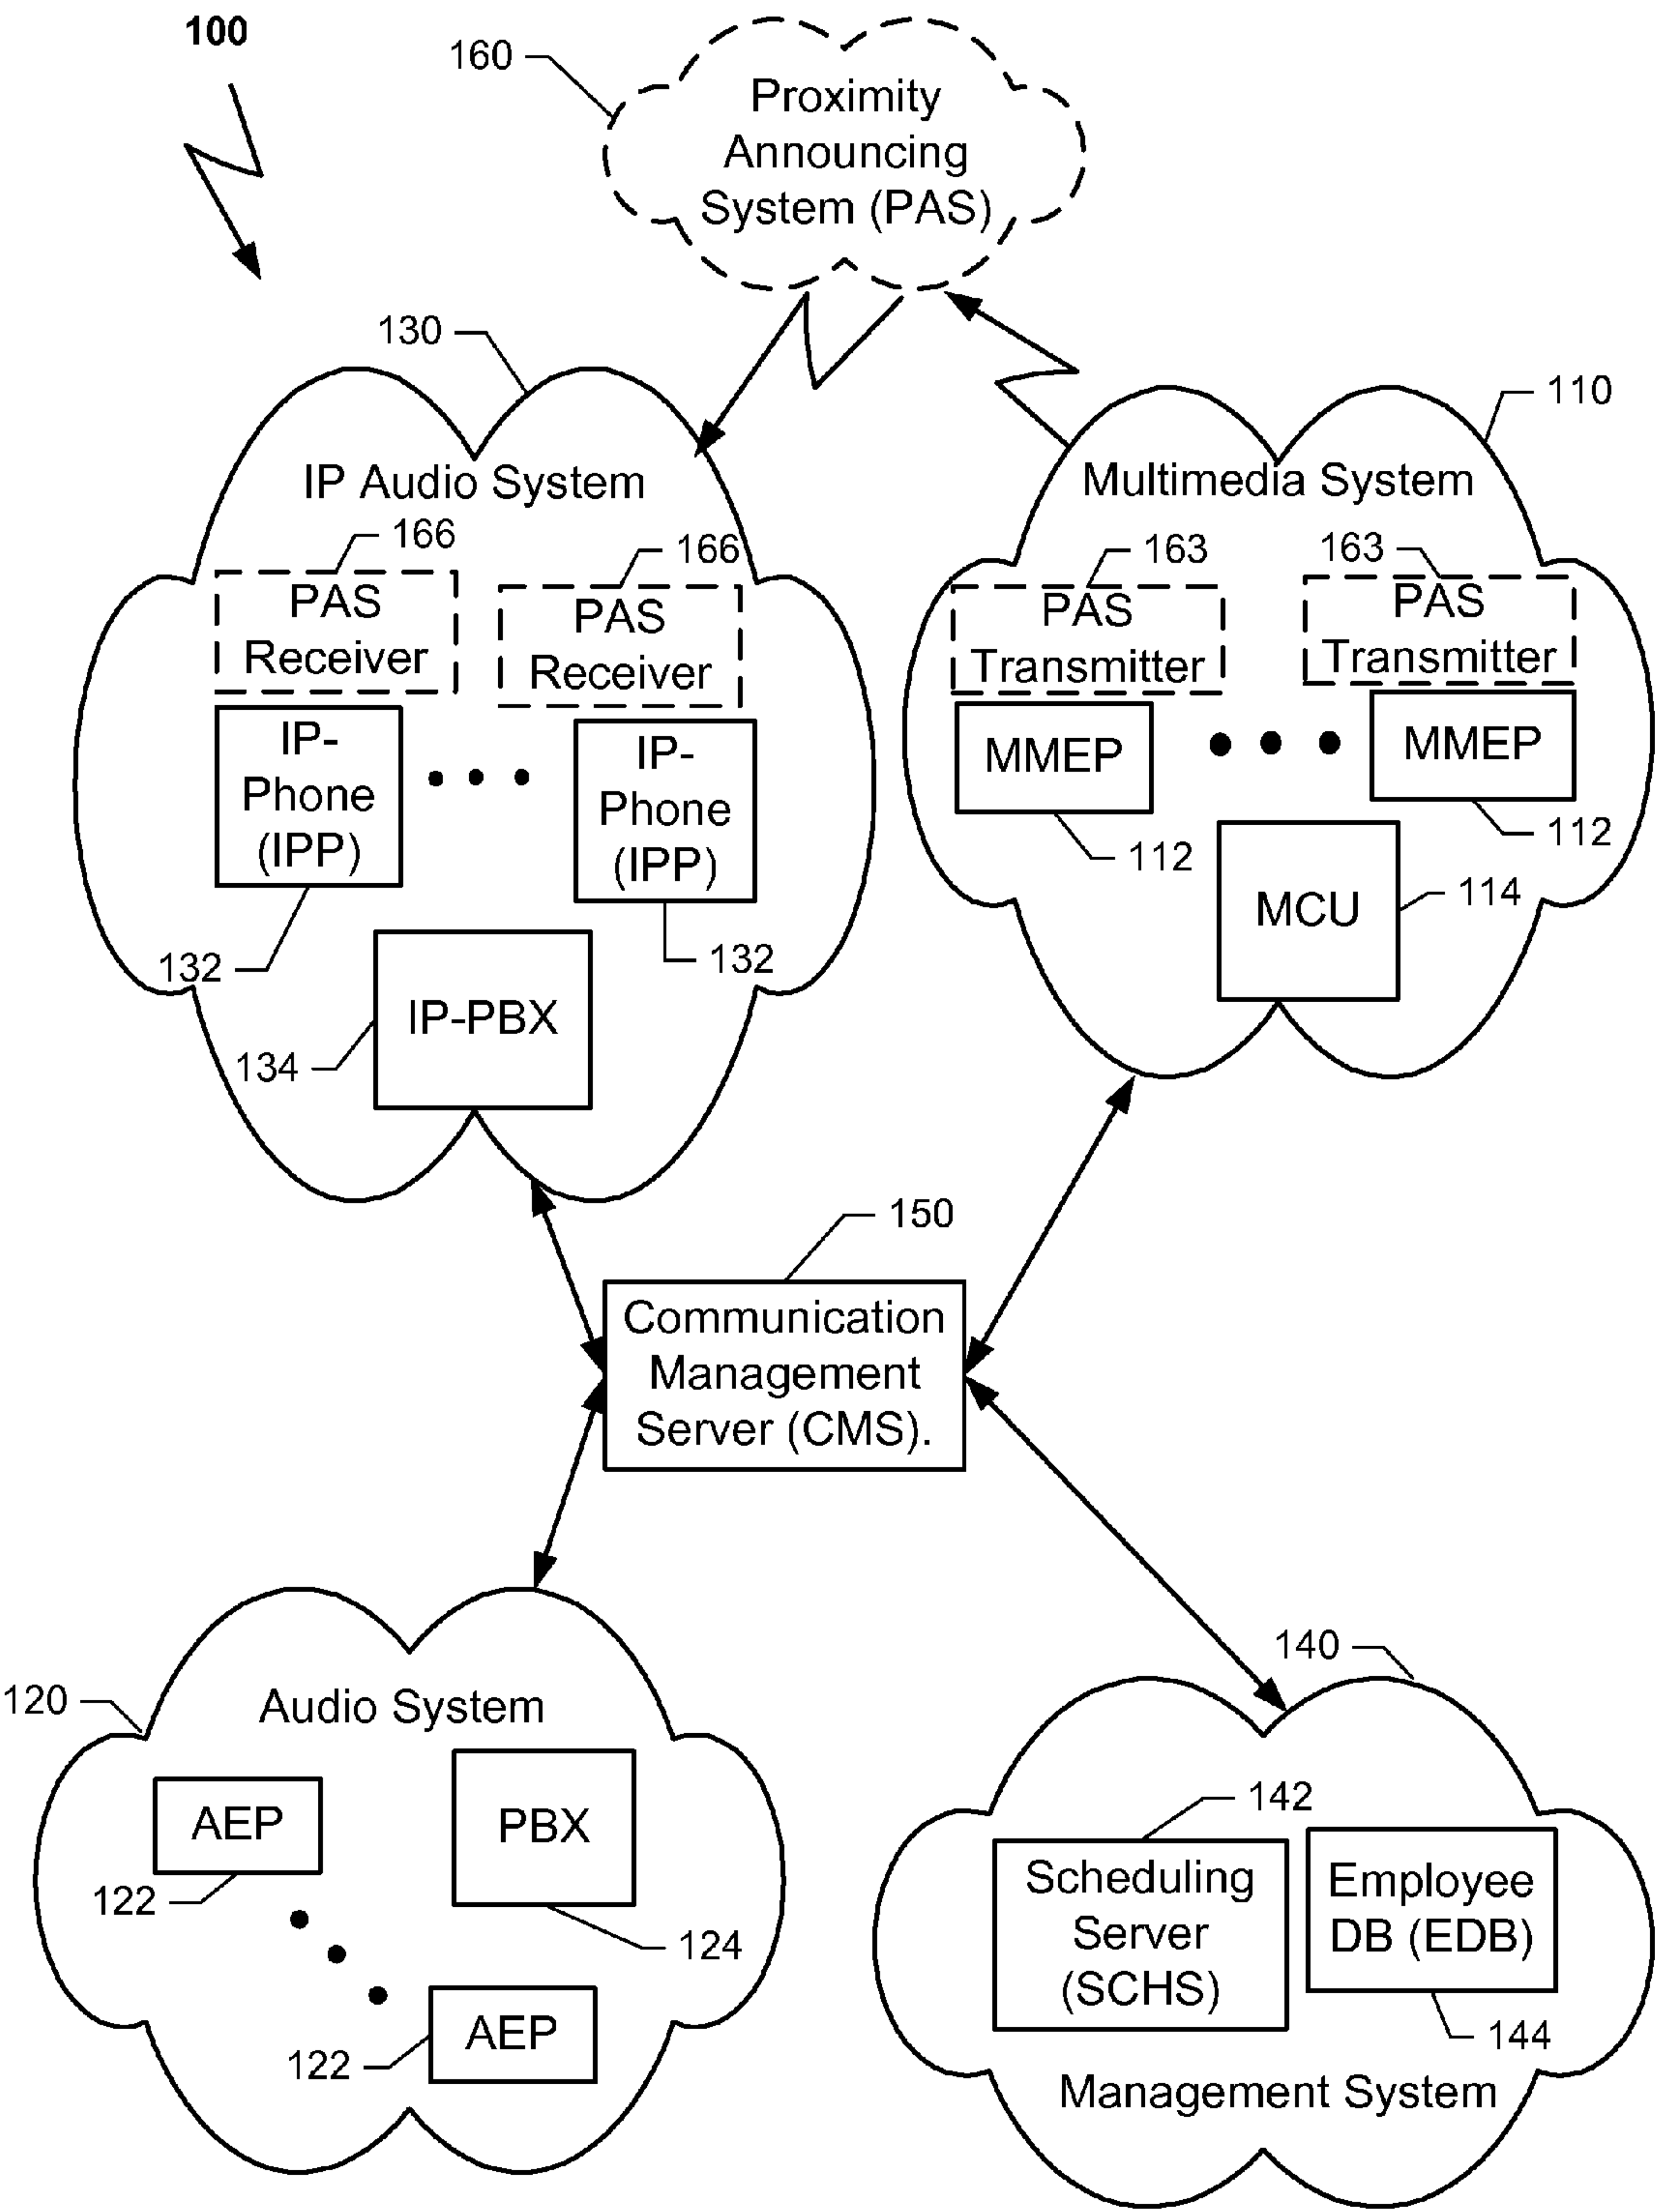 100
160
Proximity
Announcing
System (PAS)
130
110
IP Audio System
Multimedia System
166
166
163
163
PAS
Receiver
PAS
Receiver
PAS
Transmitter
PAS
Transmitter
IP-
Phone
(IPP)
IP-
Phone
(IPP)
MMEP
MMEP
112
112
MCU
114
132
132
IP-PBX
134
150
Communication
Management
Server (CMS).
120
Audio System
AEP
122
PBX
124
AEP
122
140
142
Scheduling
Server
(SCHS)
Employee
DB (EDB)
144
Management System